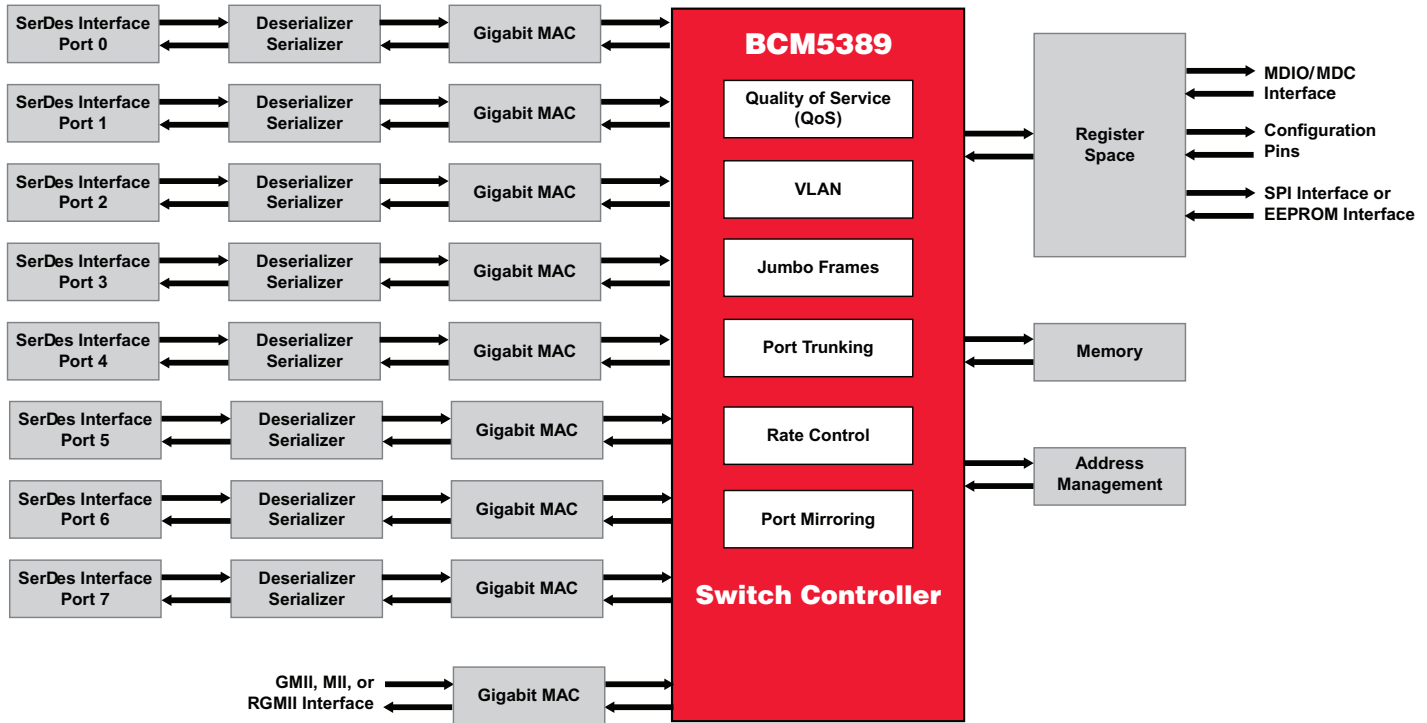 SerDes Interface
Port 0
Deserializer
Serializer
Gigabit MAC
SerDes Interface
Port 1
Deserializer
Serializer
Gigabit MAC
SerDes Interface
Port 2
Deserializer
Serializer
Gigabit MAC
SerDes Interface
Port 3
Deserializer
Serializer
Gigabit MAC
SerDes Interface
Port 4
Deserializer
Serializer
Gigabit MAC
SerDes Interface
Port 5
Deserializer
Serializer
Gigabit MAC
SerDes Interface
Port 6
Deserializer
Serializer
Gigabit MAC
SerDes Interface
Port 7
Deserializer
Serializer
Gigabit MAC
GMII, MII, or
RGMII Interface
Gigabit MAC
BCM5389
Quality of Service
(QoS)
VLAN
Jumbo Frames
Port Trunking
Rate Control
Port Mirroring
Switch Controller
Register
Space
MDIO/MDC
Interface
Configuration
Pins
SPI Interface or
EEPROM Interface
Memory
Address
Management